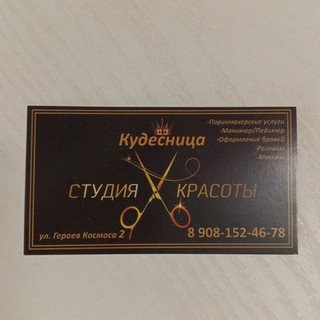 Кудесница
-Парикмахерские услуги
-Маникюр/Педикюр
-Оформление бровей
-Ресницы
-Массаж
СТУДИЯ КРАСОТЫ
ул. Героев Космоса 2
8 908-152-46-78